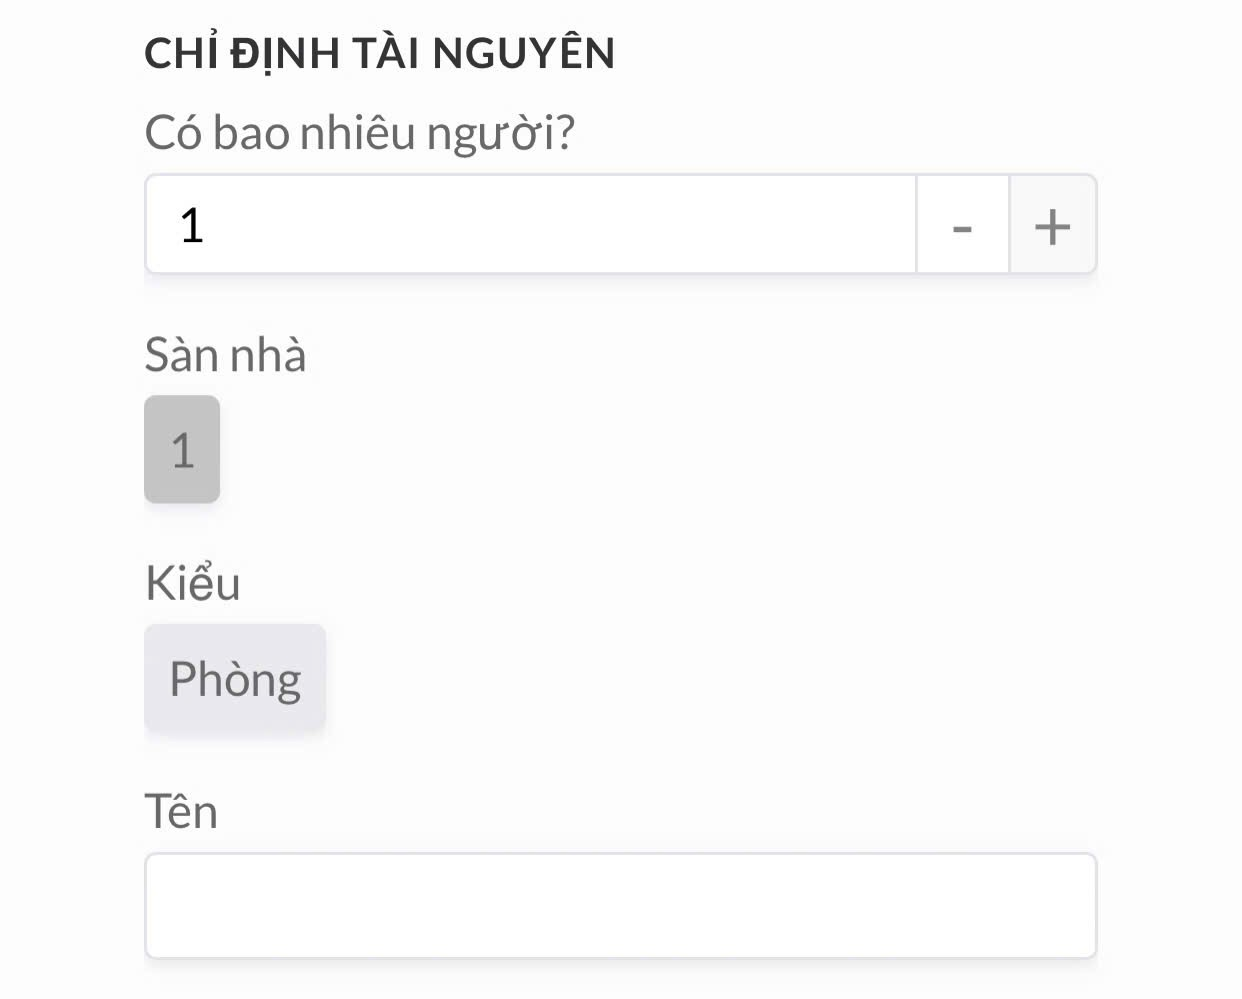 CHỈ ĐỊNH TÀI NGUYÊN
Có bao nhiêu người?
1 - +
Sàn nhà
1
Kiểu
Phòng
Tên